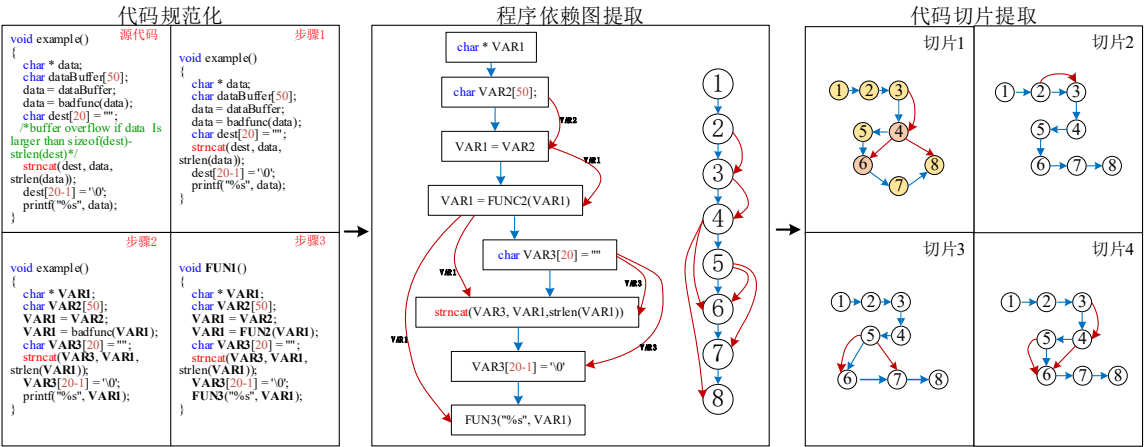 代码规范化
程序依赖图提取
代码切片提取
源代码
void example()
{
char * data;
char dataBuffer[50];
data = dataBuffer;
data = badfunc(data);
char dest[20] = "";
/*buffer overflow if data Is
larger than sizeof(dest)-
strlen(dest)*/
strncat(dest, data,
strlen(data));
dest[20-1] = '\0';
printf("%s", data);
}
步骤1
void example()
{
char * data;
char dataBuffer[50];
data = dataBuffer;
data = badfunc(data);
char dest[20] = "";
strncat(dest, data,
strlen(data));
dest[20-1] = '\0';
printf("%s", data);
}
步骤2
void example()
{
char * VAR1;
char VAR2[50];
VAR1 = VAR2;
VAR1 = badfunc(VAR1);
char VAR3[20] = "";
strncat(VAR3, VAR1,
strlen(VAR1));
VAR3[20-1] = '\0';
printf("%s", VAR1);
}
步骤3
void FUN1()
{
char * VAR1;
char VAR2[50];
VAR1 = VAR2;
VAR1 = FUN2(VAR1);
char VAR3[20] = "";
strncat(VAR3, VAR1,
strlen(VAR1));
VAR3[20-1] = '\0';
FUN3("%s", VAR1);
}
char * VAR1
char VAR2[50];
VAR2
VAR1 = VAR2
VAR1
VAR1 = FUNC2(VAR1)
char VAR3[20] = ""
VAR1
VAR3
strncat(VAR3, VAR1,strlen(VAR1))
VAR1
VAR3
VAR3[20-1] = '\0'
FUN3("%s", VAR1)
1
2
3
4
5
6
7
8
切片1
1 2 3
5 4
6 8
7
切片2
1 2 3
5 4
6 7 8
切片3
1 2 3
5 4
6 7 8
切片4
1 2 3
5 4
6 7 8